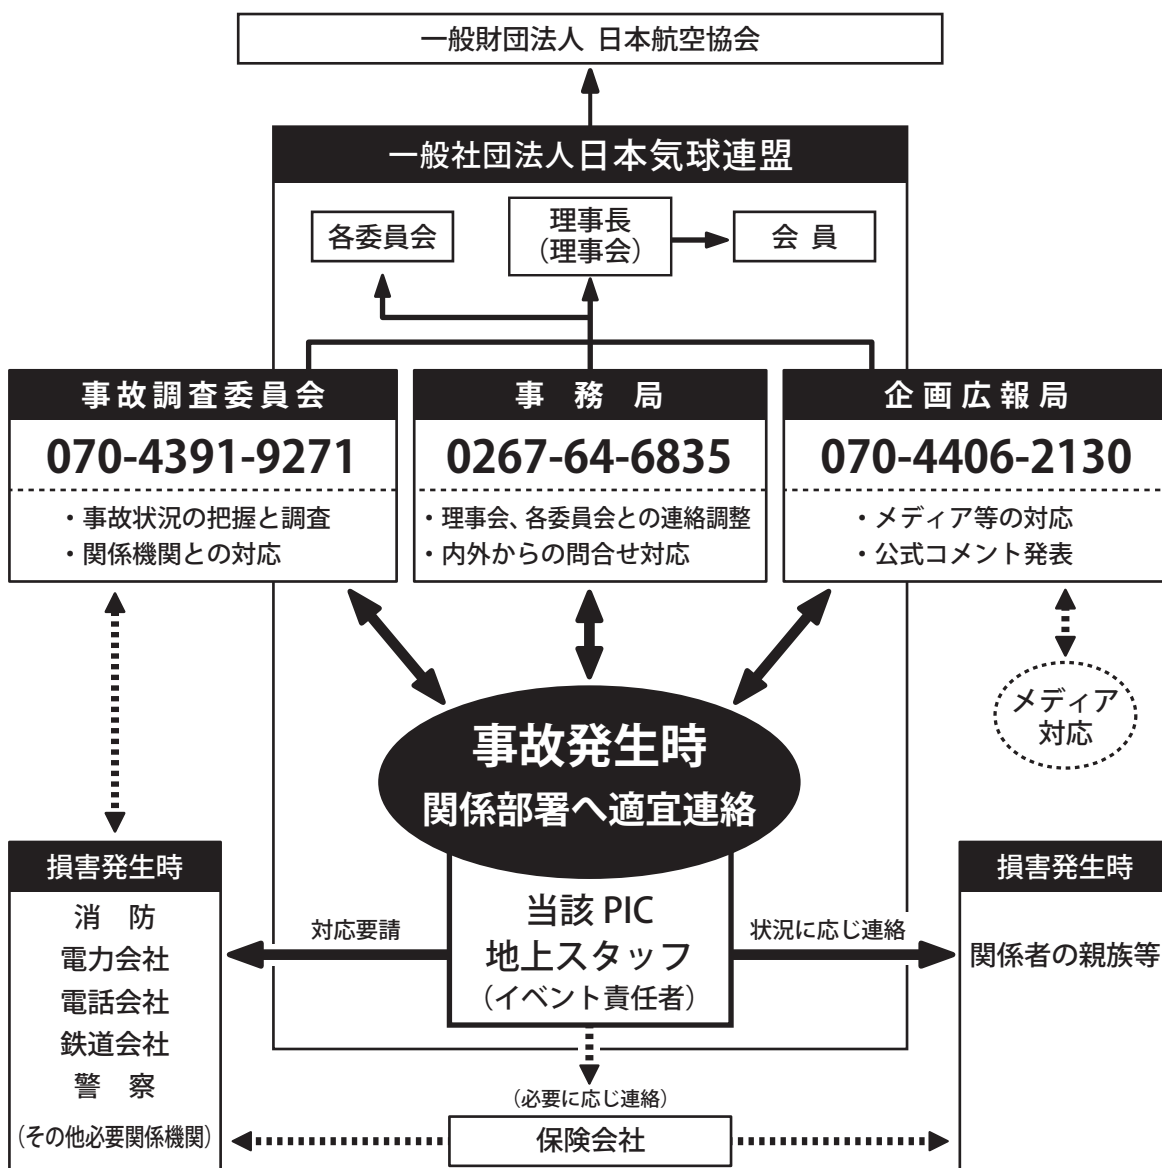 一般財団法人 日本航空協会
一般社団法人日本気球連盟
各委員会
理事長
（理事会）
会 員
事故調査委員会
070-4391-9271
・事故状況の把握と調査
・関係機関との対応
事 務 局
0267-64-6835
・理事会、各委員会との連絡調整
・内外からの問合せ対応
企画広報局
070-4406-2130
・メディア等の対応
・公式コメント発表
メディア
対応
事故発生時
関係部署へ適宜連絡
損害発生時
消 防
電力会社
電話会社
鉄道会社
警 察
（その他必要関係機関）
対応要請
当該 PIC
地上スタッフ
（イベント責任者）
状況に応じ連絡
損害発生時
関係者の親族等
（必要に応じ連絡）
保険会社